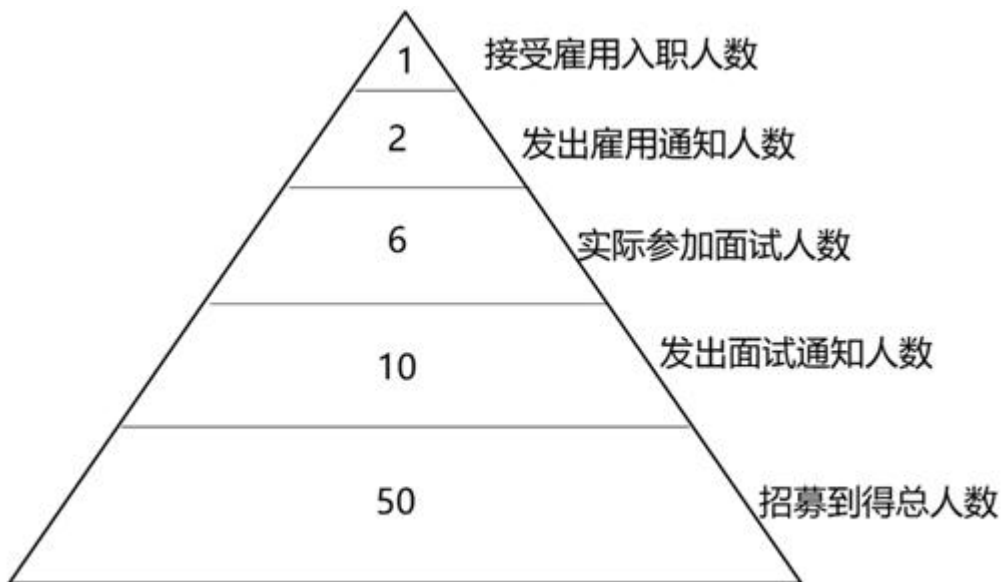 1 接受雇用入职人数
2 发出雇用通知人数
6 实际参加面试人数
10 发出面试通知人数
50 招募到得总人数